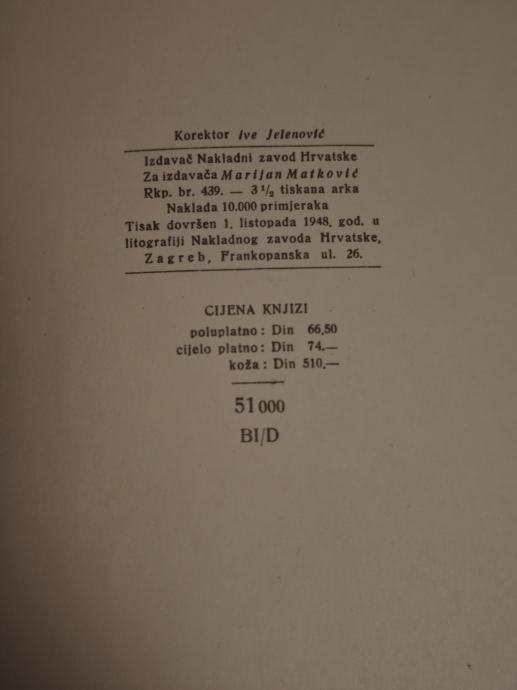 Korektor Ive Jelenović
Izdavač Nakladni zavod Hrvatske
Za izdavača Marijan Matković
Rkp. br. 439. — 3 1/2 tiskana arka
Naklada 10.000 primjeraka
Tisak dovršen 1. listopada 1948. god. u
litografiji Nakladnog zavoda Hrvatske,
Zagreb, Frankopanska ul. 26.
CIJENA KNJIZI
poluplatno: Din 66,50
cijelo platno: Din 74.—
koža: Din 510.—
51000
BI/D